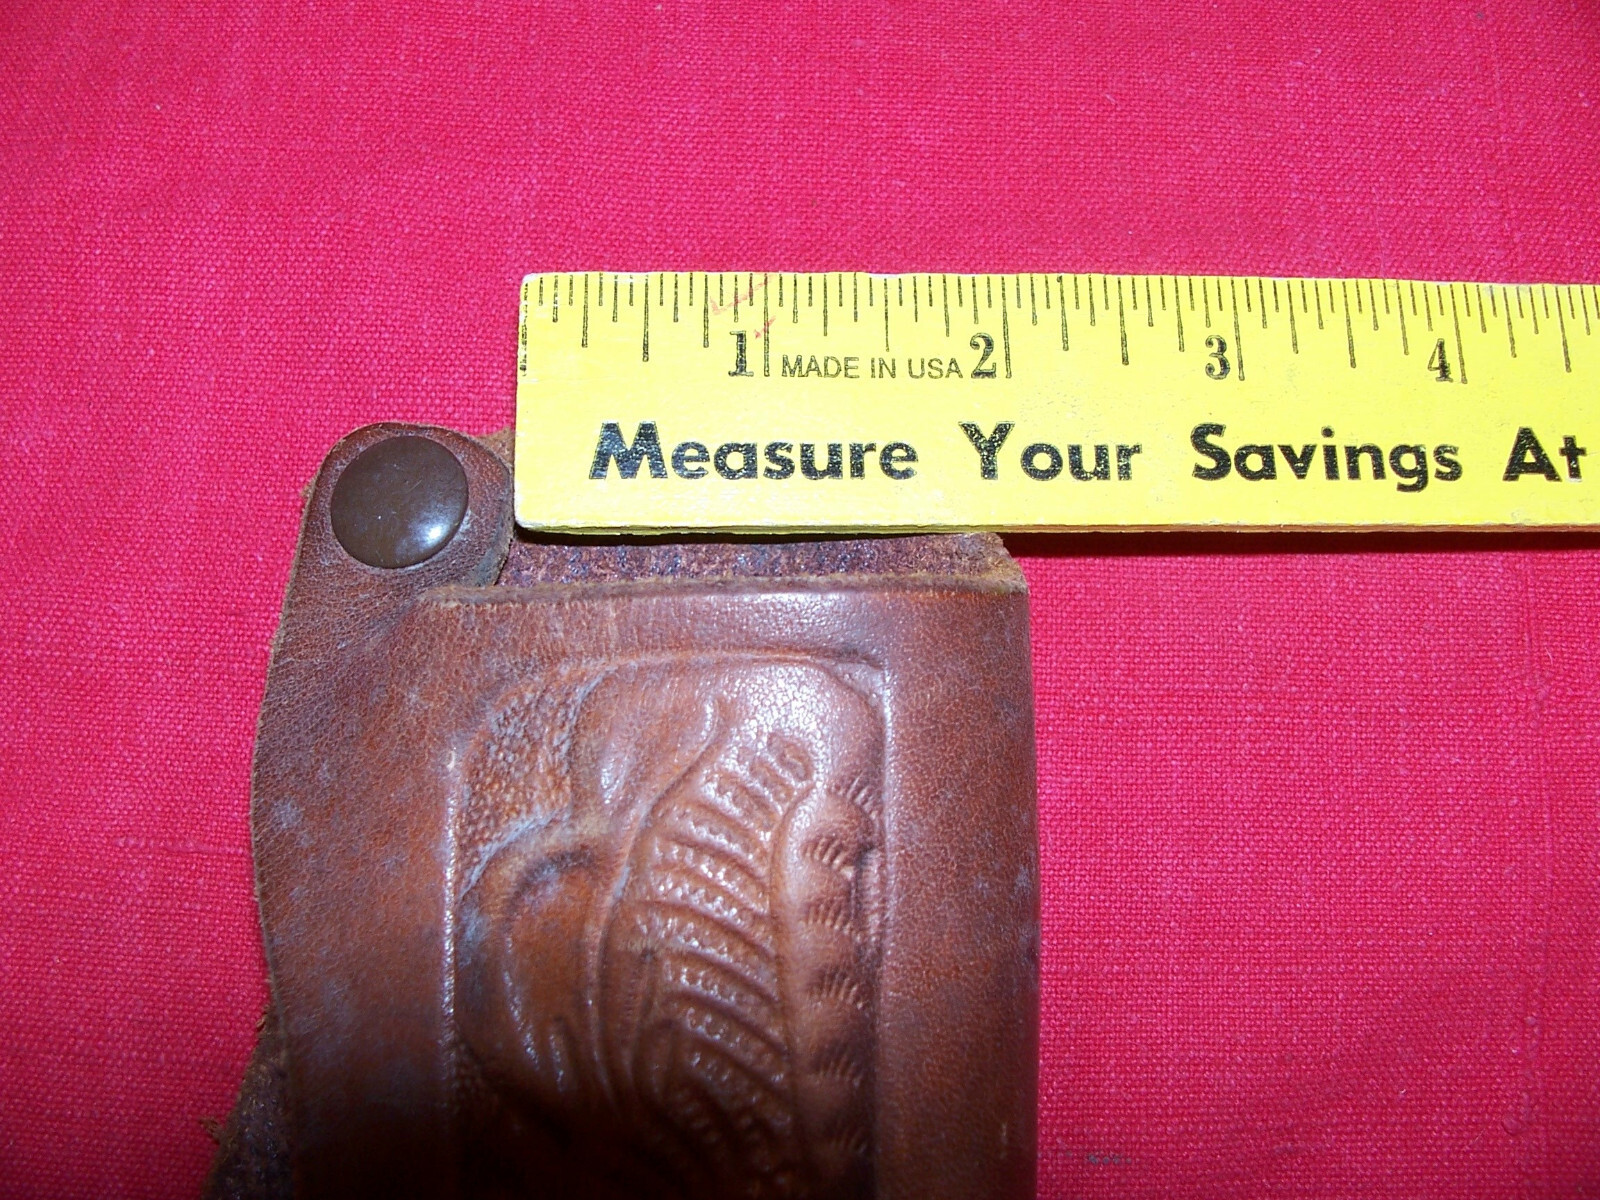 1 MADE IN USA 2 3 4
Measure Your Savings At